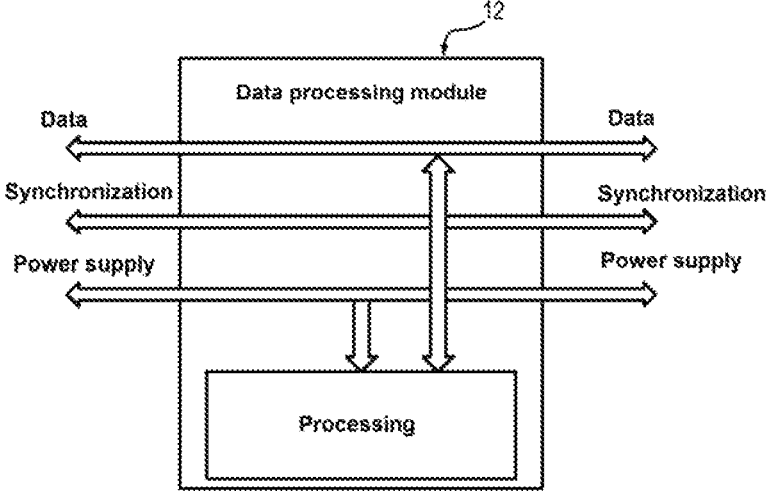 12
Data processing module
Data
Data
Synchronization
Synchronization
Power supply
Power supply
Processing